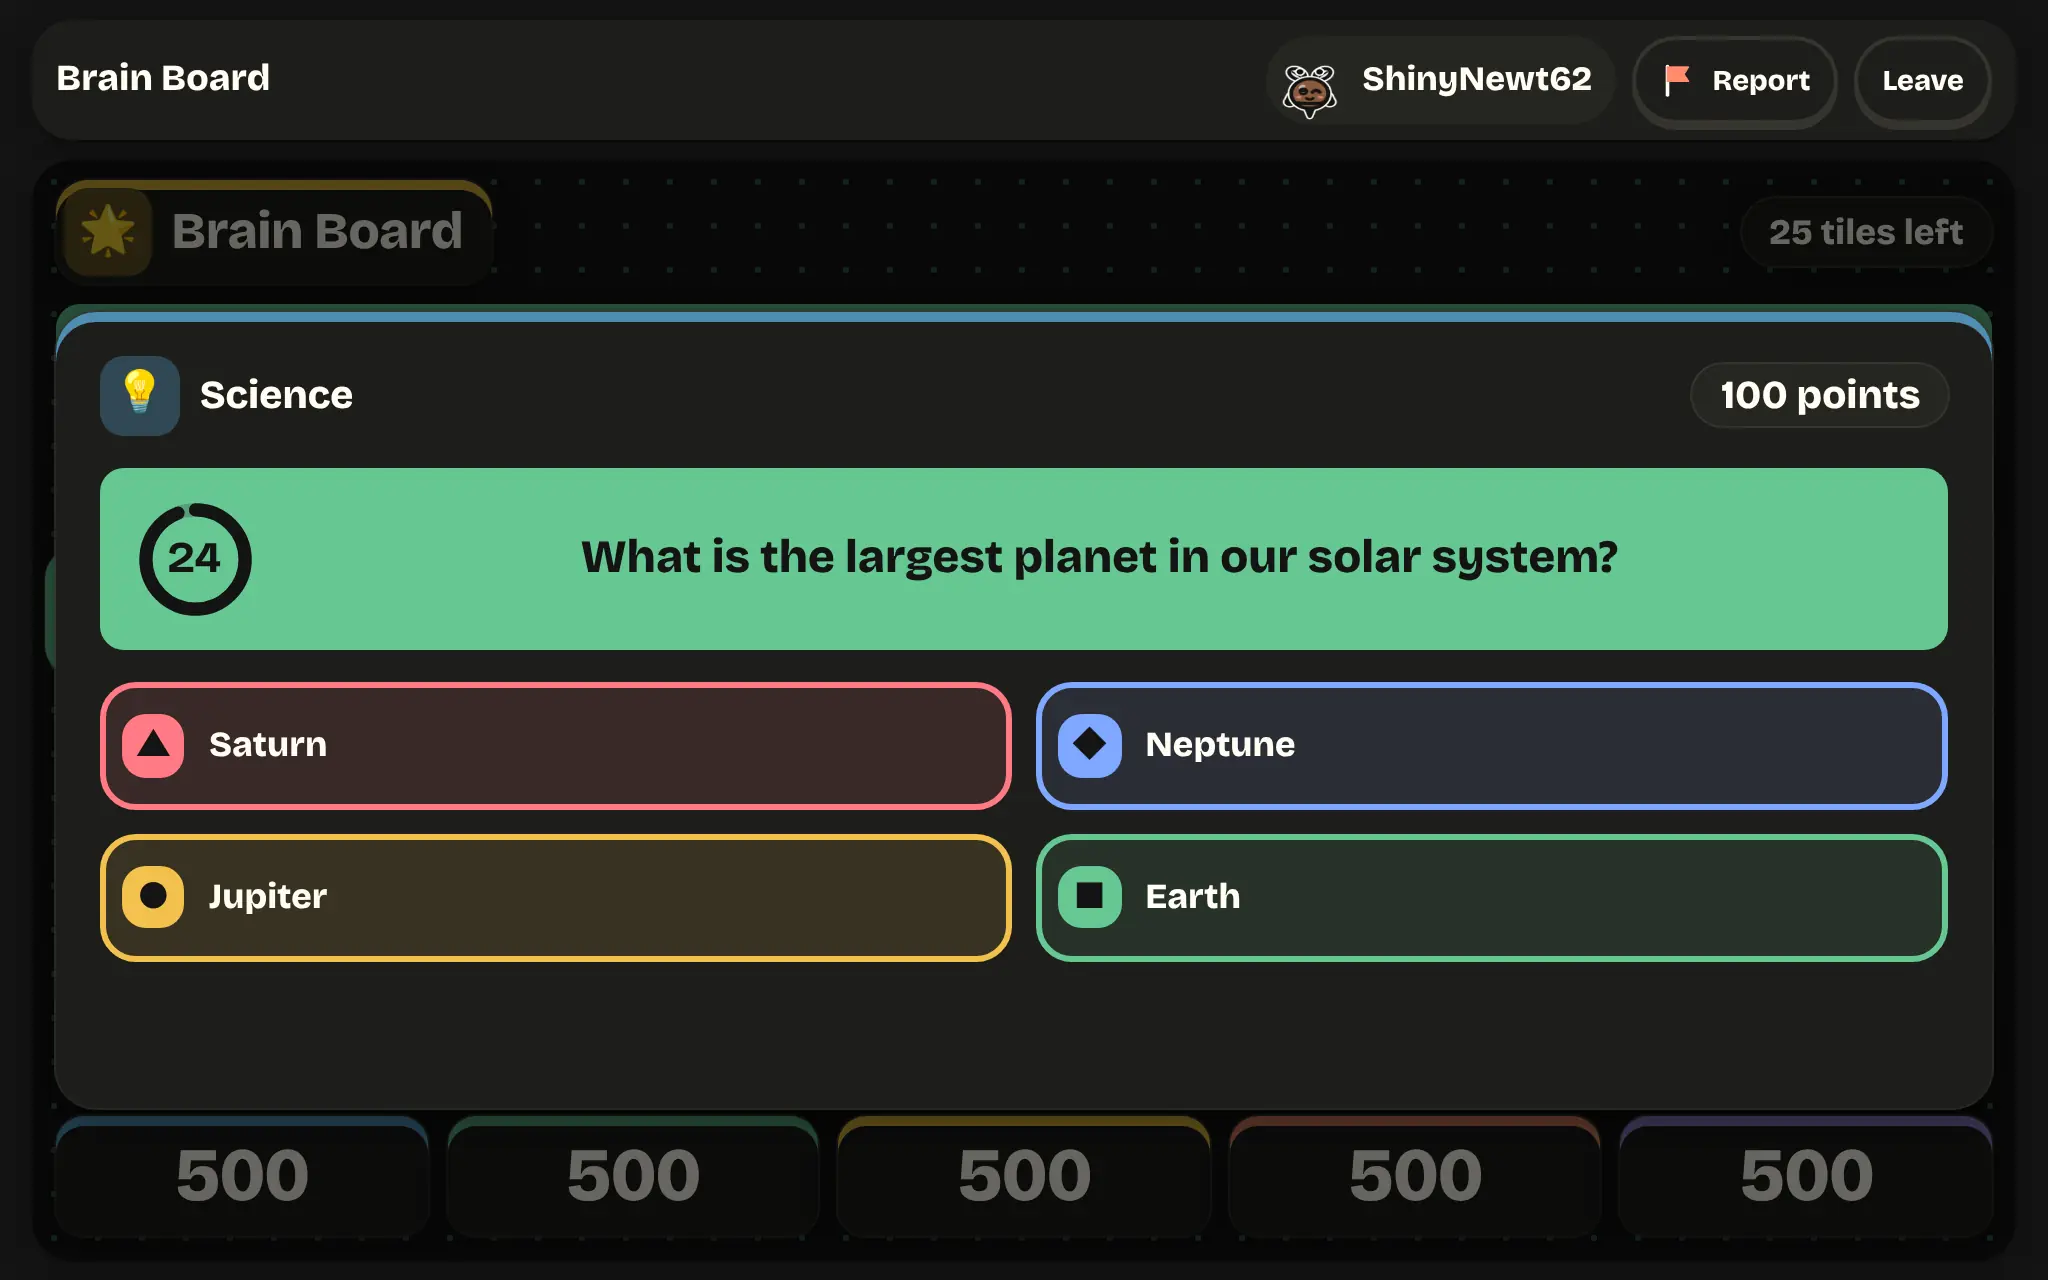 Brain Board
ShinyNewt62
Report
Leave
Brain Board
25 tiles left
Science
100 points
24
What is the largest planet in our solar system?
Saturn
Neptune
Jupiter
Earth
500
500
500
500
500